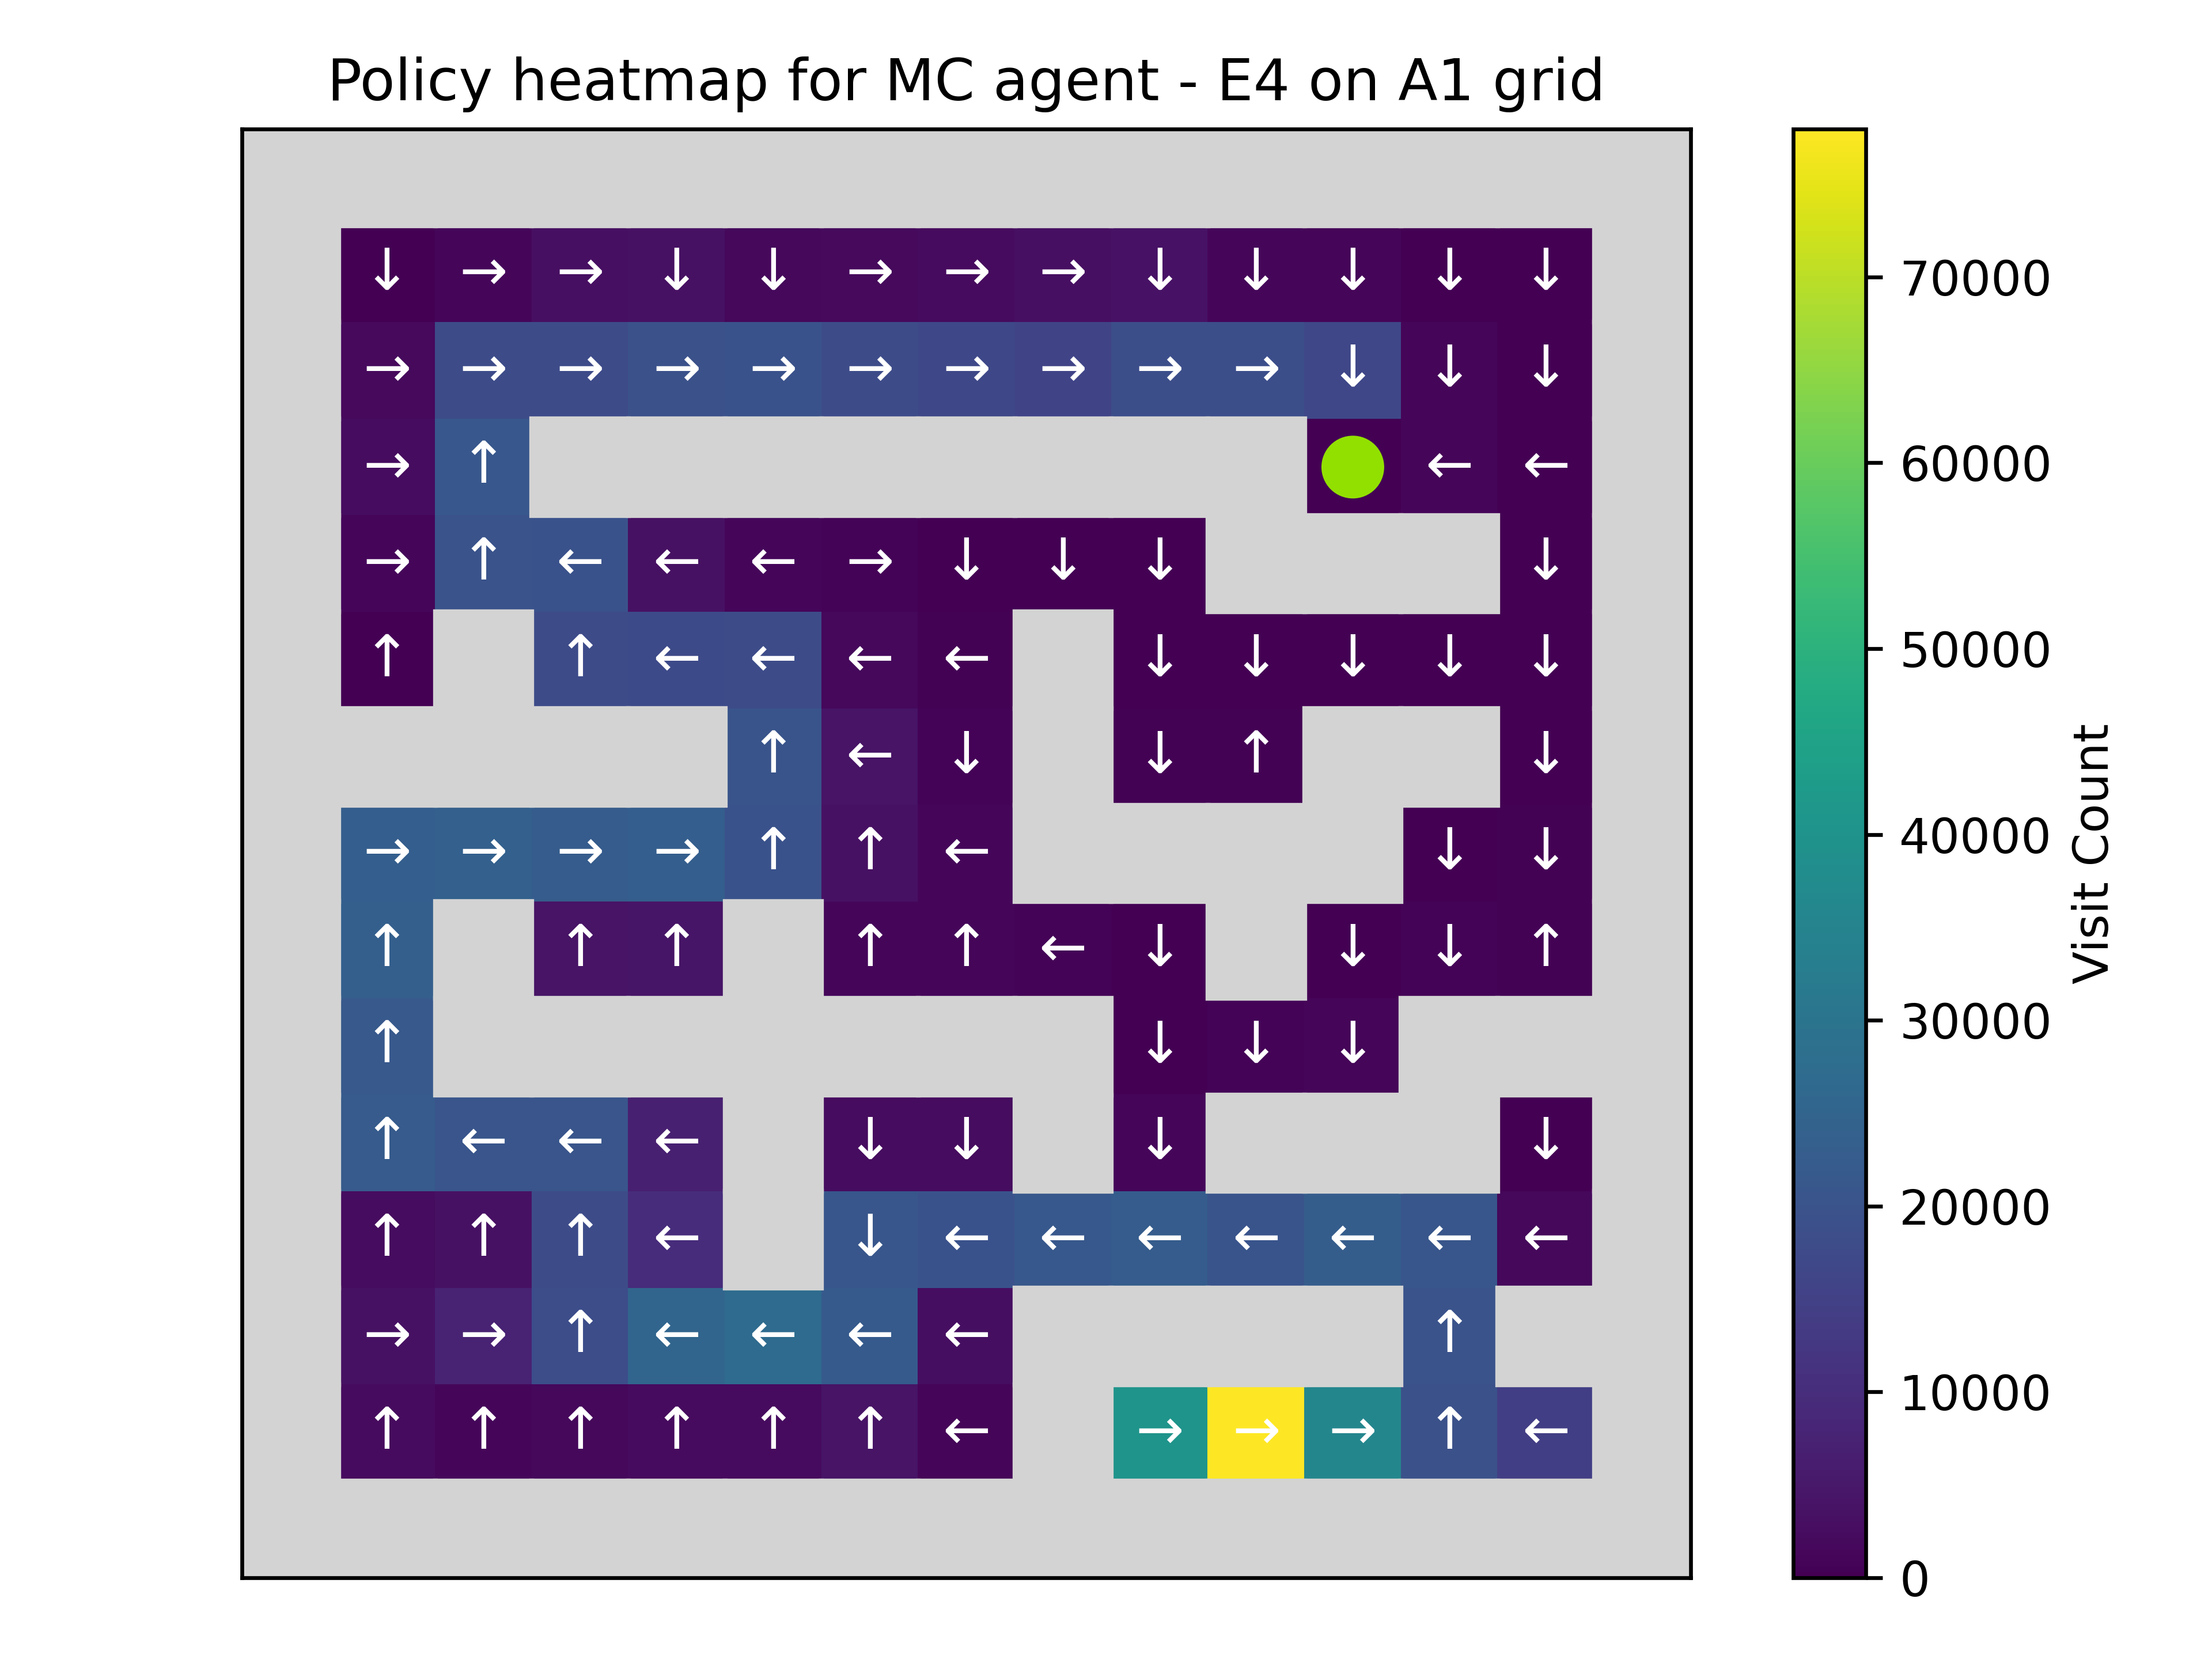 Policy heatmap for MC agent - E4 on A1 grid
↓ → → ↓ ↓ → → → ↓ ↓ ↓ ↓ ↓
→ → → → → → → → → → ↓ ↓ ↓
→ ↑ ← ←
→ ↑ ← ← ← → ↓ ↓ ↓ ↓
↑ ↑ ← ← ← ← ↓ ↓ ↓ ↓ ↓
↑ ← ↓ ↓ ↑ ↓
→ → → → ↑ ↑ ← ↓ ↓
↑ ↑ ↑ ↑ ↑ ← ↓ ↓ ↓ ↑
↑ ↓ ↓ ↓
↑ ← ← ← ↓ ↓ ↓ ↓
↑ ↑ ↑ ← ↓ ← ← ← ← ← ← ←
→ → ↑ ← ← ← ← ↑
↑ ↑ ↑ ↑ ↑ ↑ ← → → → ↑ ←
70000
60000
50000
40000
30000
20000
10000
0
Visit Count